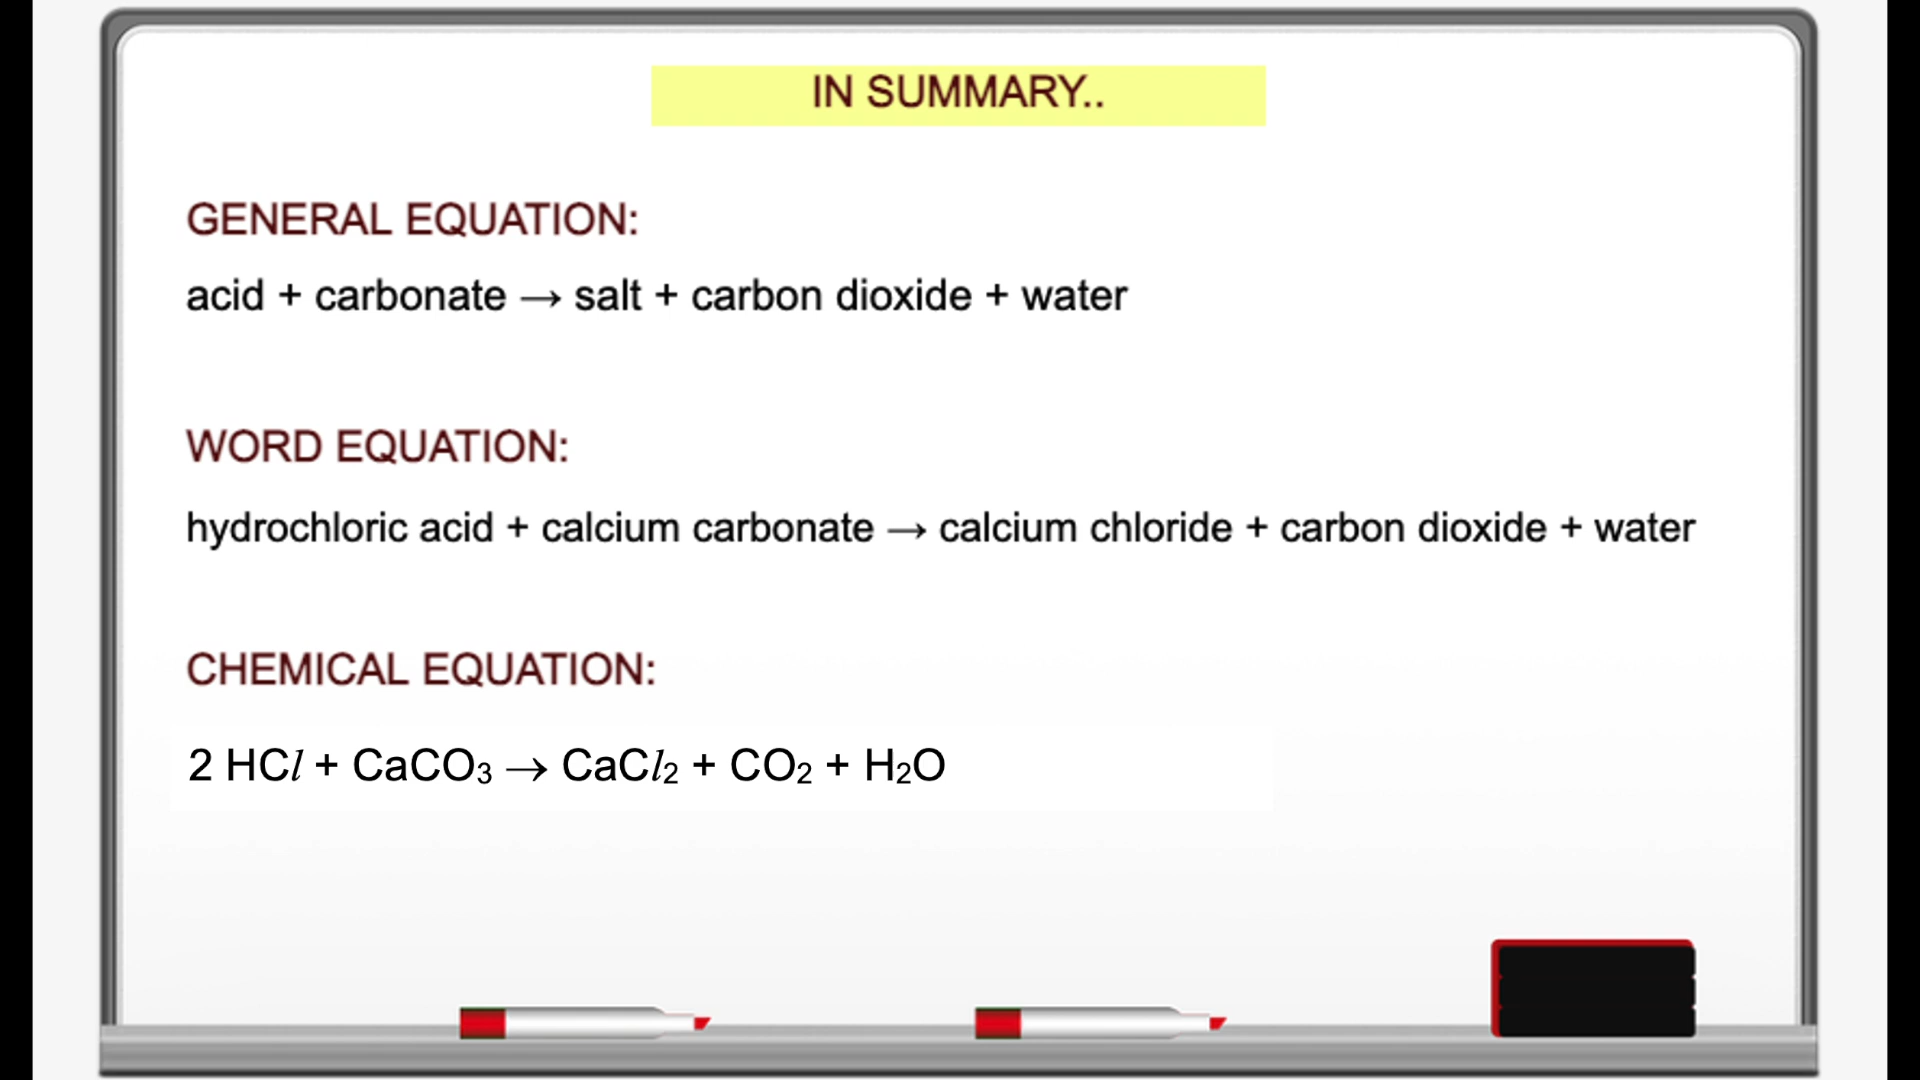 IN SUMMARY..
GENERAL EQUATION:
acid + carbonate → salt + carbon dioxide + water
WORD EQUATION:
hydrochloric acid + calcium carbonate → calcium chloride + carbon dioxide + water
CHEMICAL EQUATION:
2 HCl + CaCO₃ → CaCl₂ + CO₂ + H₂O